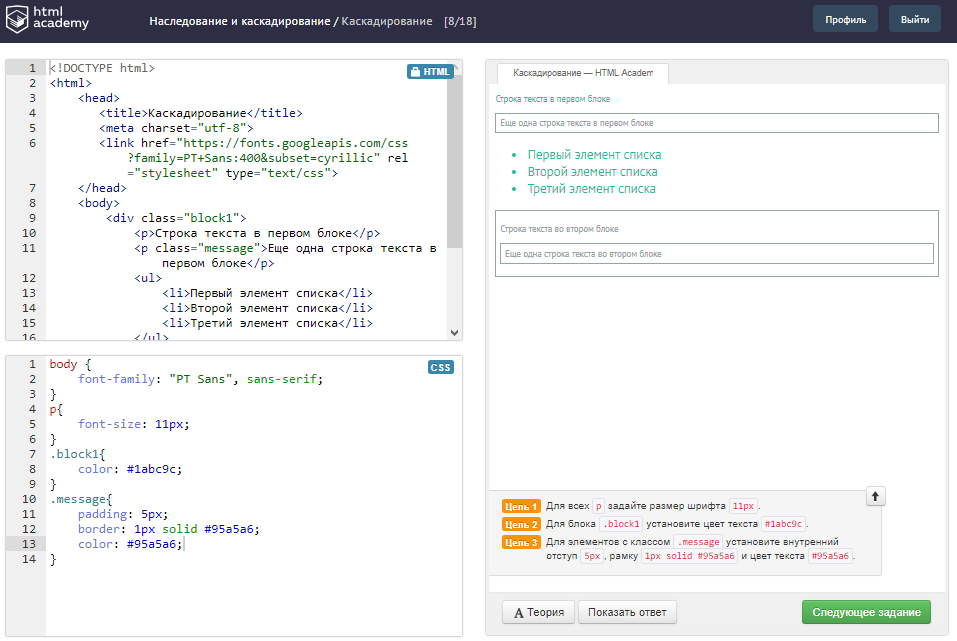 html
academy
Наследование и каскадирование / Каскадирование [8/18]
Профиль
Выйти
HTML
1 <!DOCTYPE html>
2 <html>
3 <head>
4 <title>Каскадирование</title>
5 <meta charset="utf-8">
6 <link href="https://fonts.googleapis.com/css
?family=PT+Sans:400&subset=cyrillic" rel
="stylesheet" type="text/css">
7 </head>
8 <body>
9 <div class="block1">
10 <p>Строка текста в первом блоке</p>
11 <p class="message">Еще одна строка текста в
первом блоке</p>
12 <ul>
13 <li>Первый элемент списка</li>
14 <li>Второй элемент списка</li>
15 <li>Третий элемент списка</li>
16 </ul>
CSS
1 body {
2 font-family: "PT Sans", sans-serif;
3 }
4 p{
5 font-size: 11px;
6 }
7 .block1{
8 color: #1abc9c;
9 }
10 .message{
11 padding: 5px;
12 border: 1px solid #95a5a6;
13 color: #95a5a6;
14 }
Каскадирование — HTML Academ
Строка текста в первом блоке
Еще одна строка текста в первом блоке
• Первый элемент списка
• Второй элемент списка
• Третий элемент списка
Строка текста во втором блоке
Еще одна строка текста во втором блоке
Цель 1 Для всех p задайте размер шрифта 11px.
Цель 2 Для блока .block1 установите цвет текста #1abc9c.
Цель 3 Для элементов с классом .message установите внутренний
отступ 5px, рамку 1px solid #95a5a6 и цвет текста #95a5a6.
А Теория
Показать ответ
Следующее задание